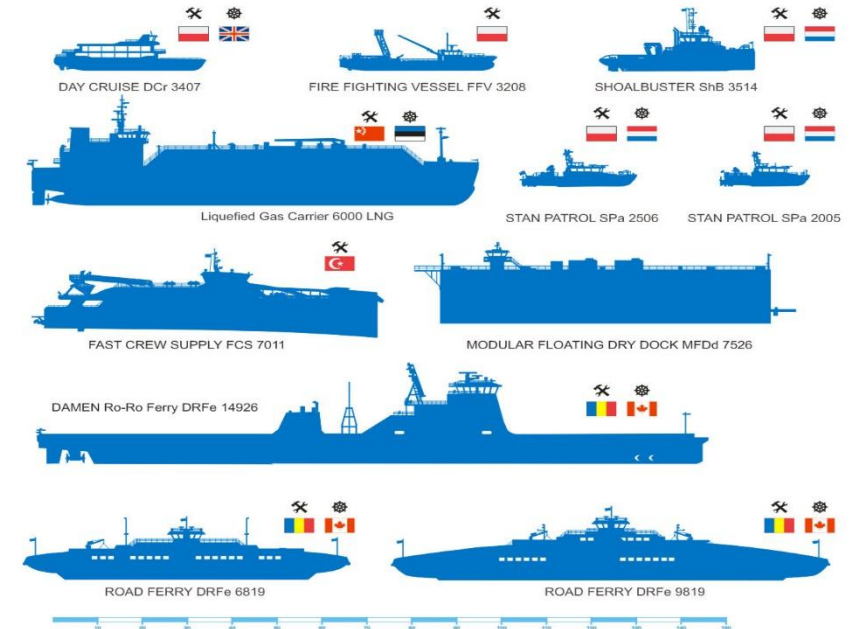 DAY CRUISE DCr 3407
FIRE FIGHTING VESSEL FFV 3208
SHOALBUSTER ShB 3514
Liquefied Gas Carrier 6000 LNG
STAN PATROL SPa 2506
STAN PATROL SPa 2005
FAST CREW SUPPLY FCS 7011
MODULAR FLOATING DRY DOCK MFDd 7526
DAMEN Ro-Ro Ferry DRFe 14926
ROAD FERRY DRFe 6819
ROAD FERRY DRFe 9819